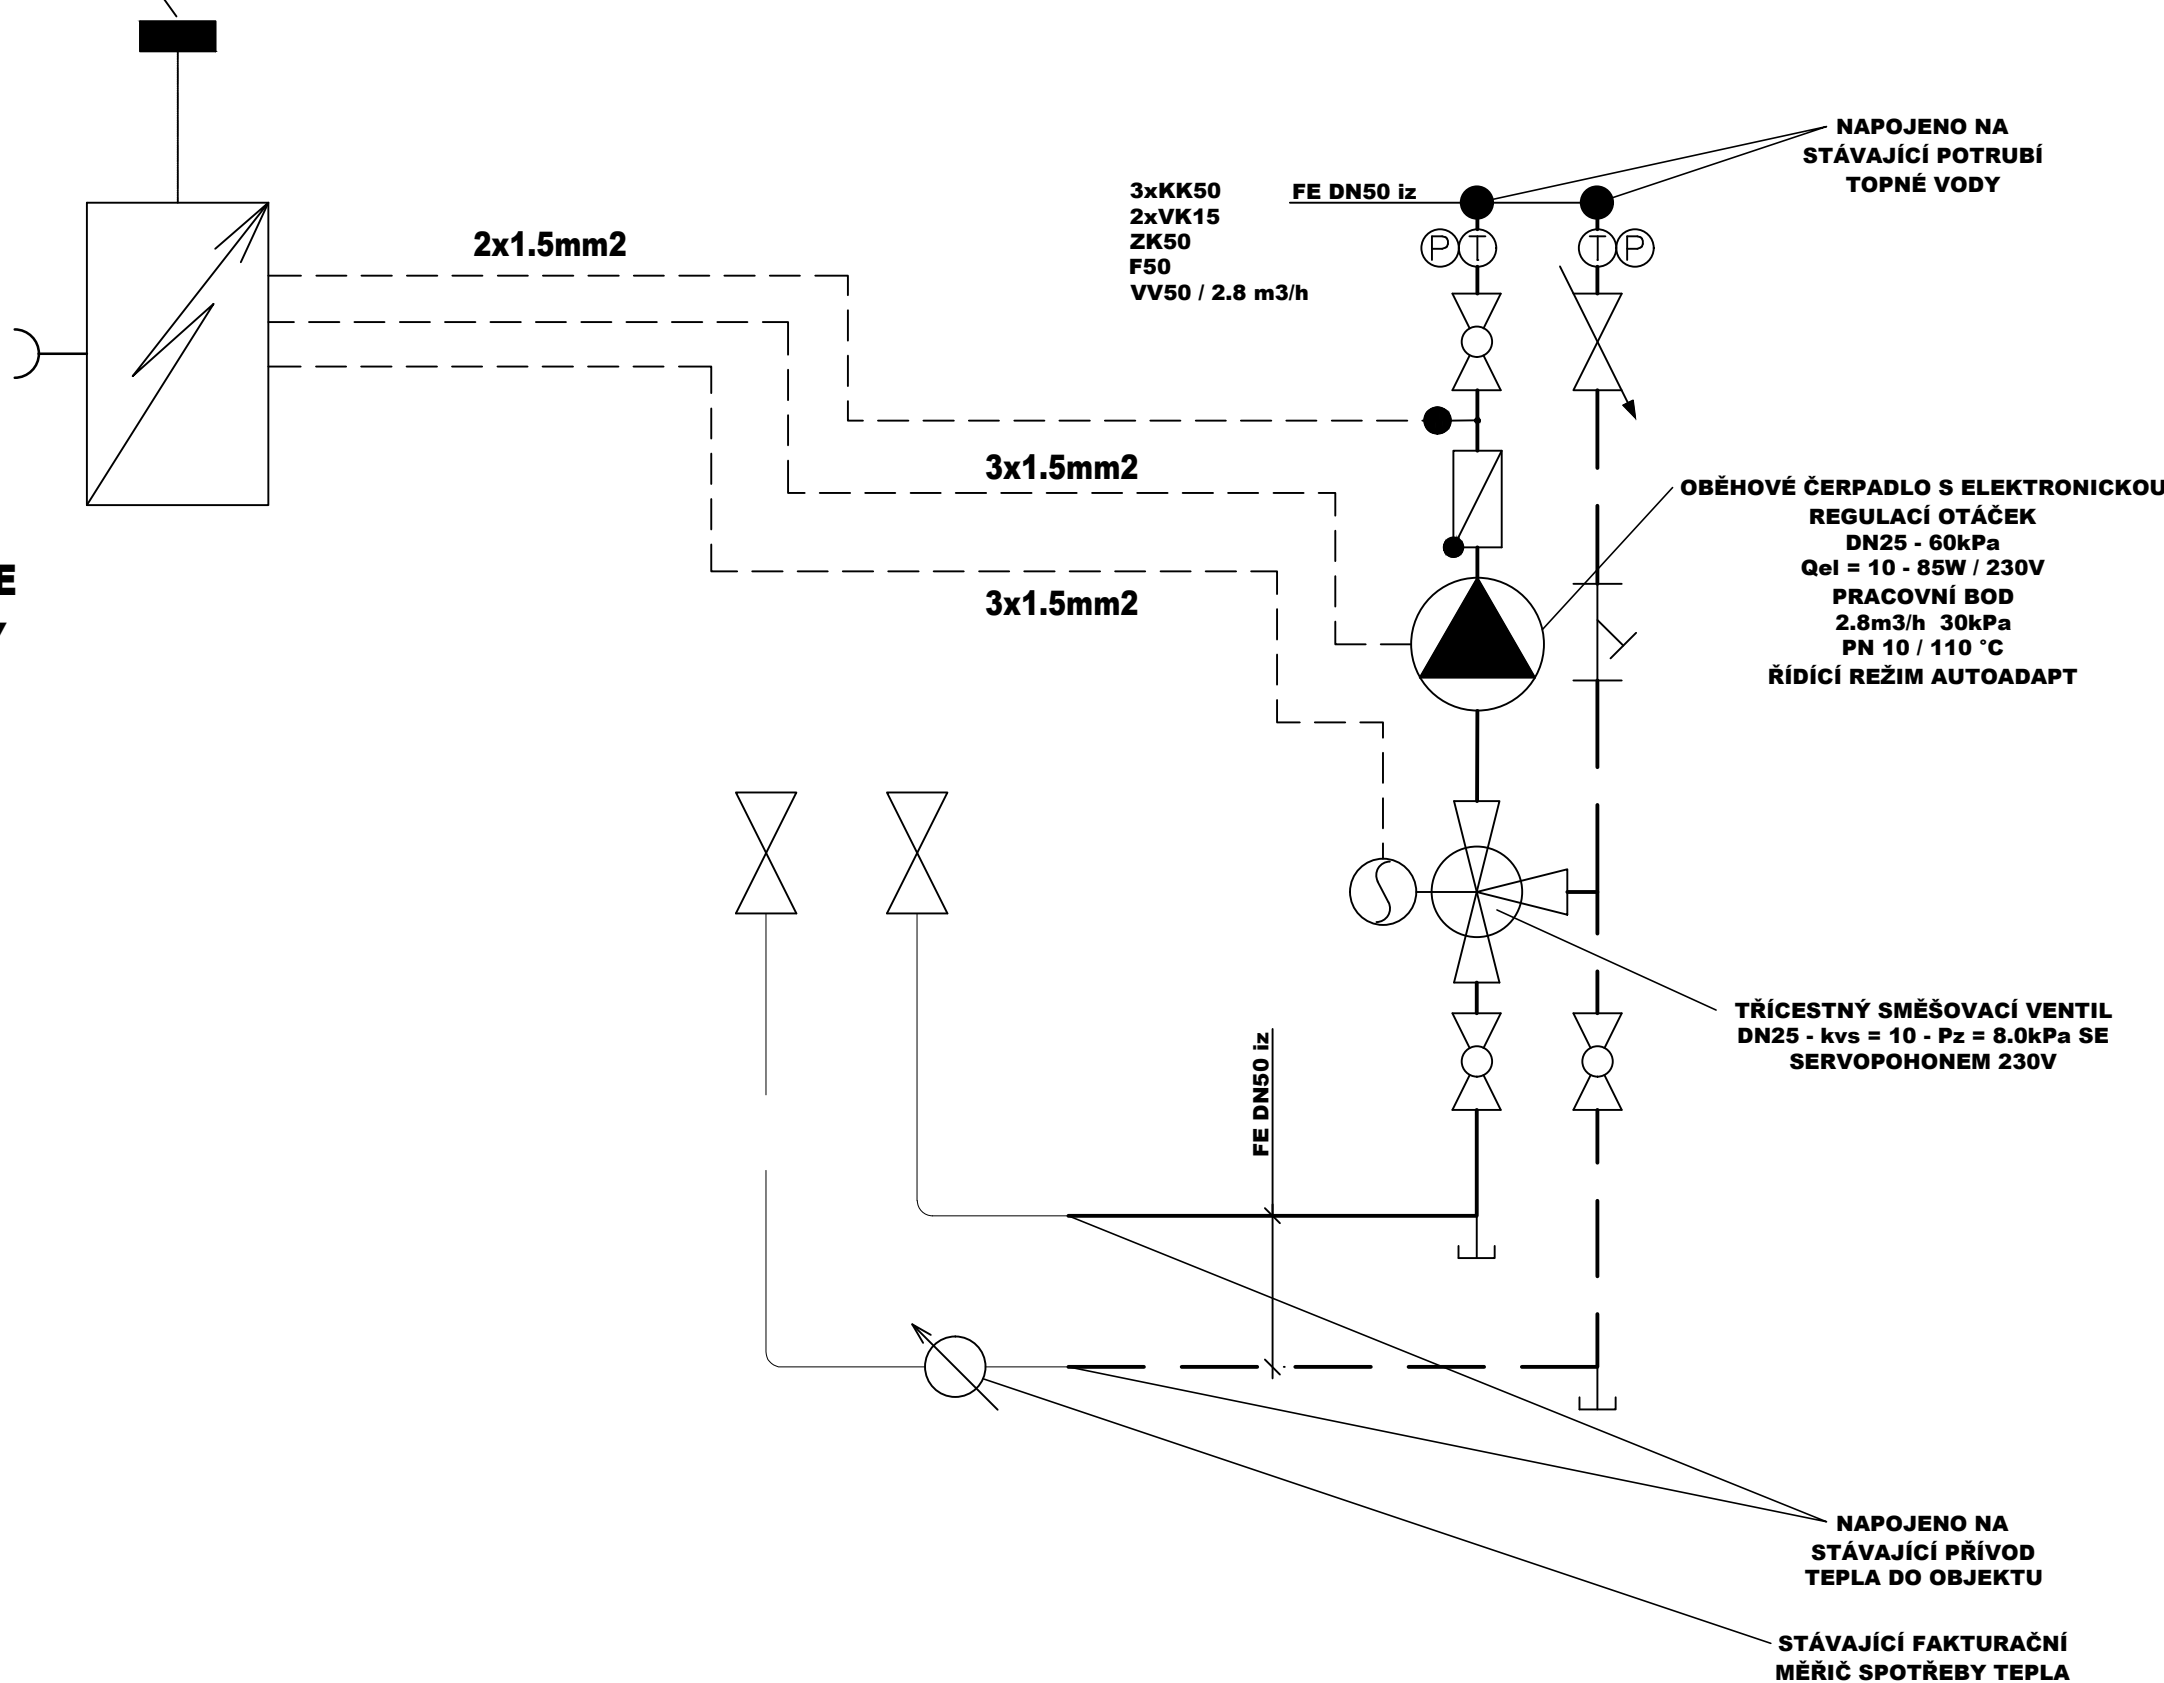 NAPOJENO NA
STÁVAJÍCÍ POTRUBÍ
TOPNÉ VODY
3xKK50
2xVK15
ZK50
F50
VV50 / 2.8 m3/h
FE DN50 iz
P T
T P
2x1.5mm2
3x1.5mm2
3x1.5mm2
OBĚHOVÉ ČERPADLO S ELEKTRONICKOU
REGULACÍ OTÁČEK
DN25 - 60kPa
Qel = 10 - 85W / 230V
PRACOVNÍ BOD
2.8m3/h 30kPa
PN 10 / 110 °C
ŘÍDÍCÍ REŽIM AUTOADAPT
E
TŘÍCESTNÝ SMĚŠOVACÍ VENTIL
DN25 - kvs = 10 - Pz = 8.0kPa SE
SERVOPOHONEM 230V
FE DN50 iz
NAPOJENO NA
STÁVAJÍCÍ PŘÍVOD
TEPLA DO OBJEKTU
STÁVAJÍCÍ FAKTURAČNÍ
MĚŘIČ SPOTŘEBY TEPLA